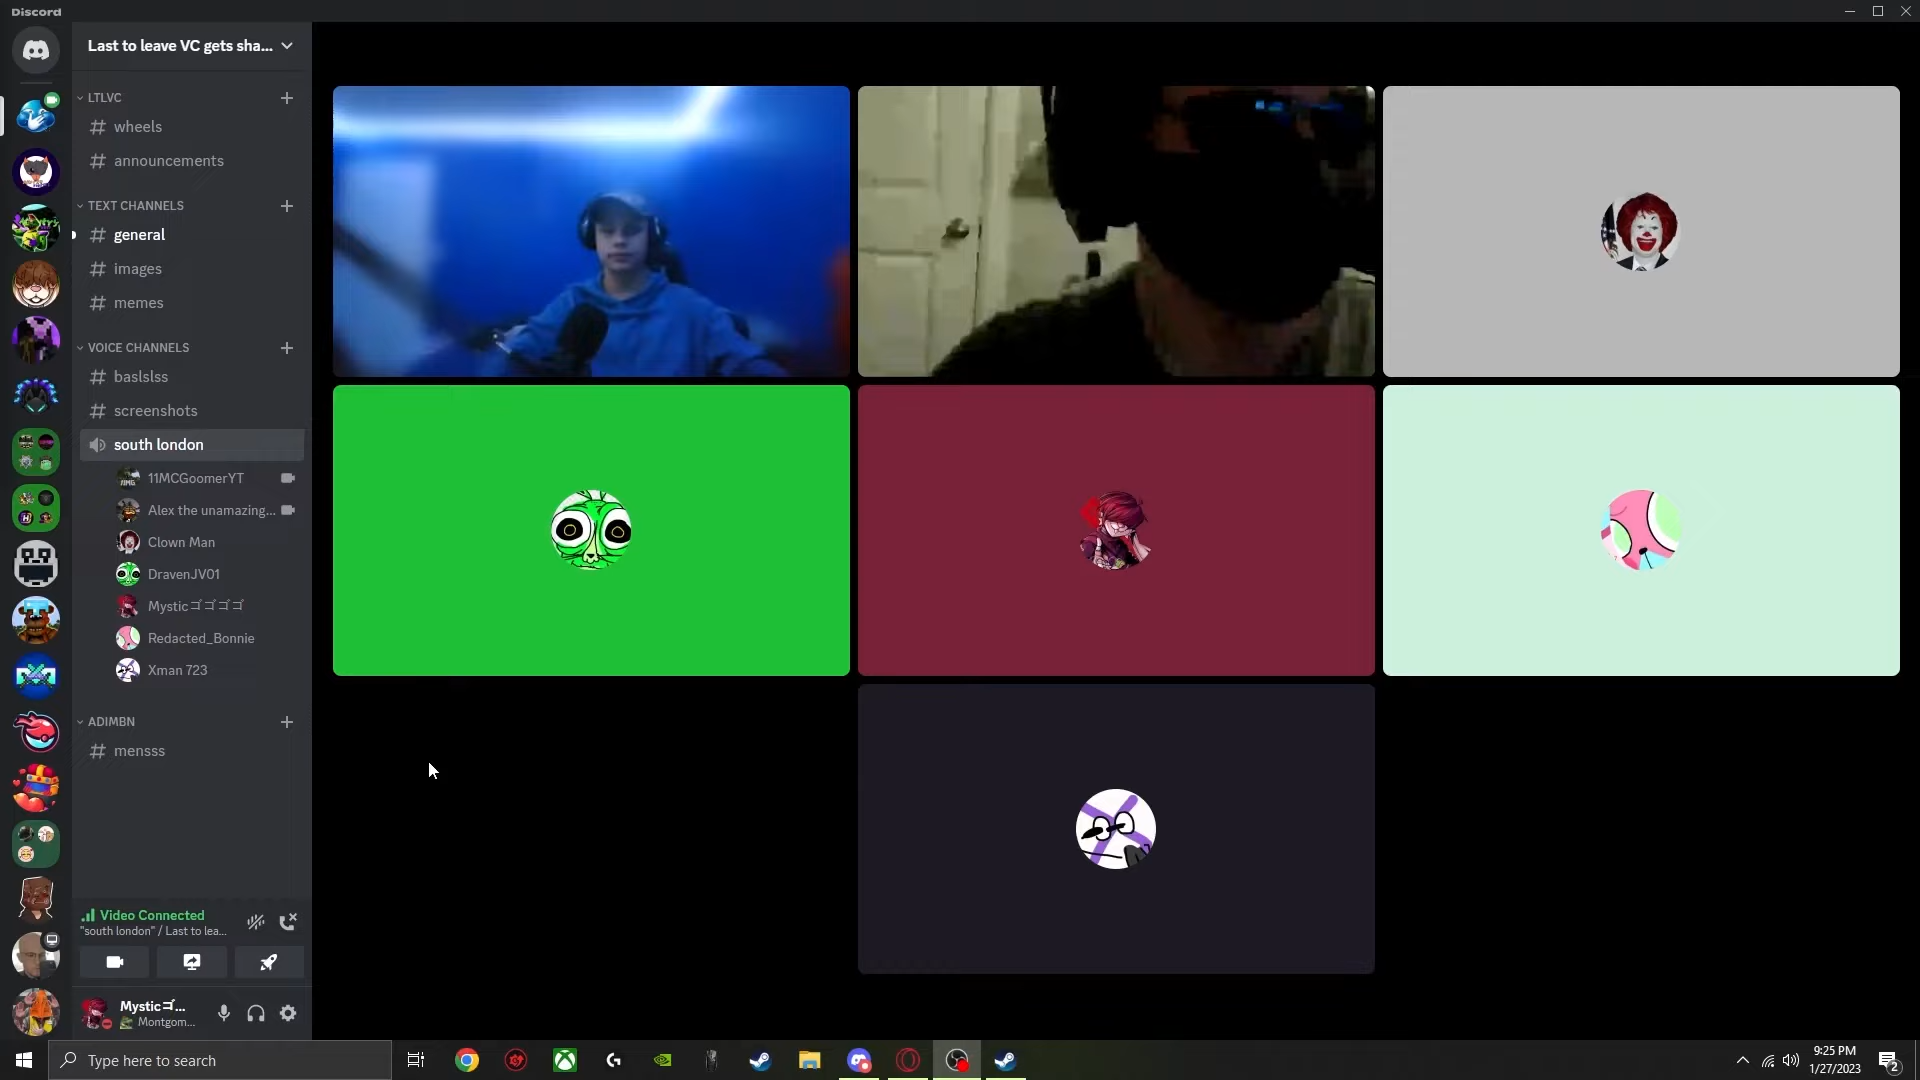 Discord
Last to leave VC gets sha...
LTLVC
wheels
announcements
TEXT CHANNELS
general
images
memes
VOICE CHANNELS
baslslss
screenshots
south london
11MCGoomerYT
Alex the unamazing...
Clown Man
DravenJV01
Mysticゴゴゴゴ
Redacted_Bonnie
Xman 723
ADIMBN
mensss
Video Connected
"south london" / Last to lea...
Mysticゴ...
Montgom...
Type here to search
9:25 PM
1/27/2023
2